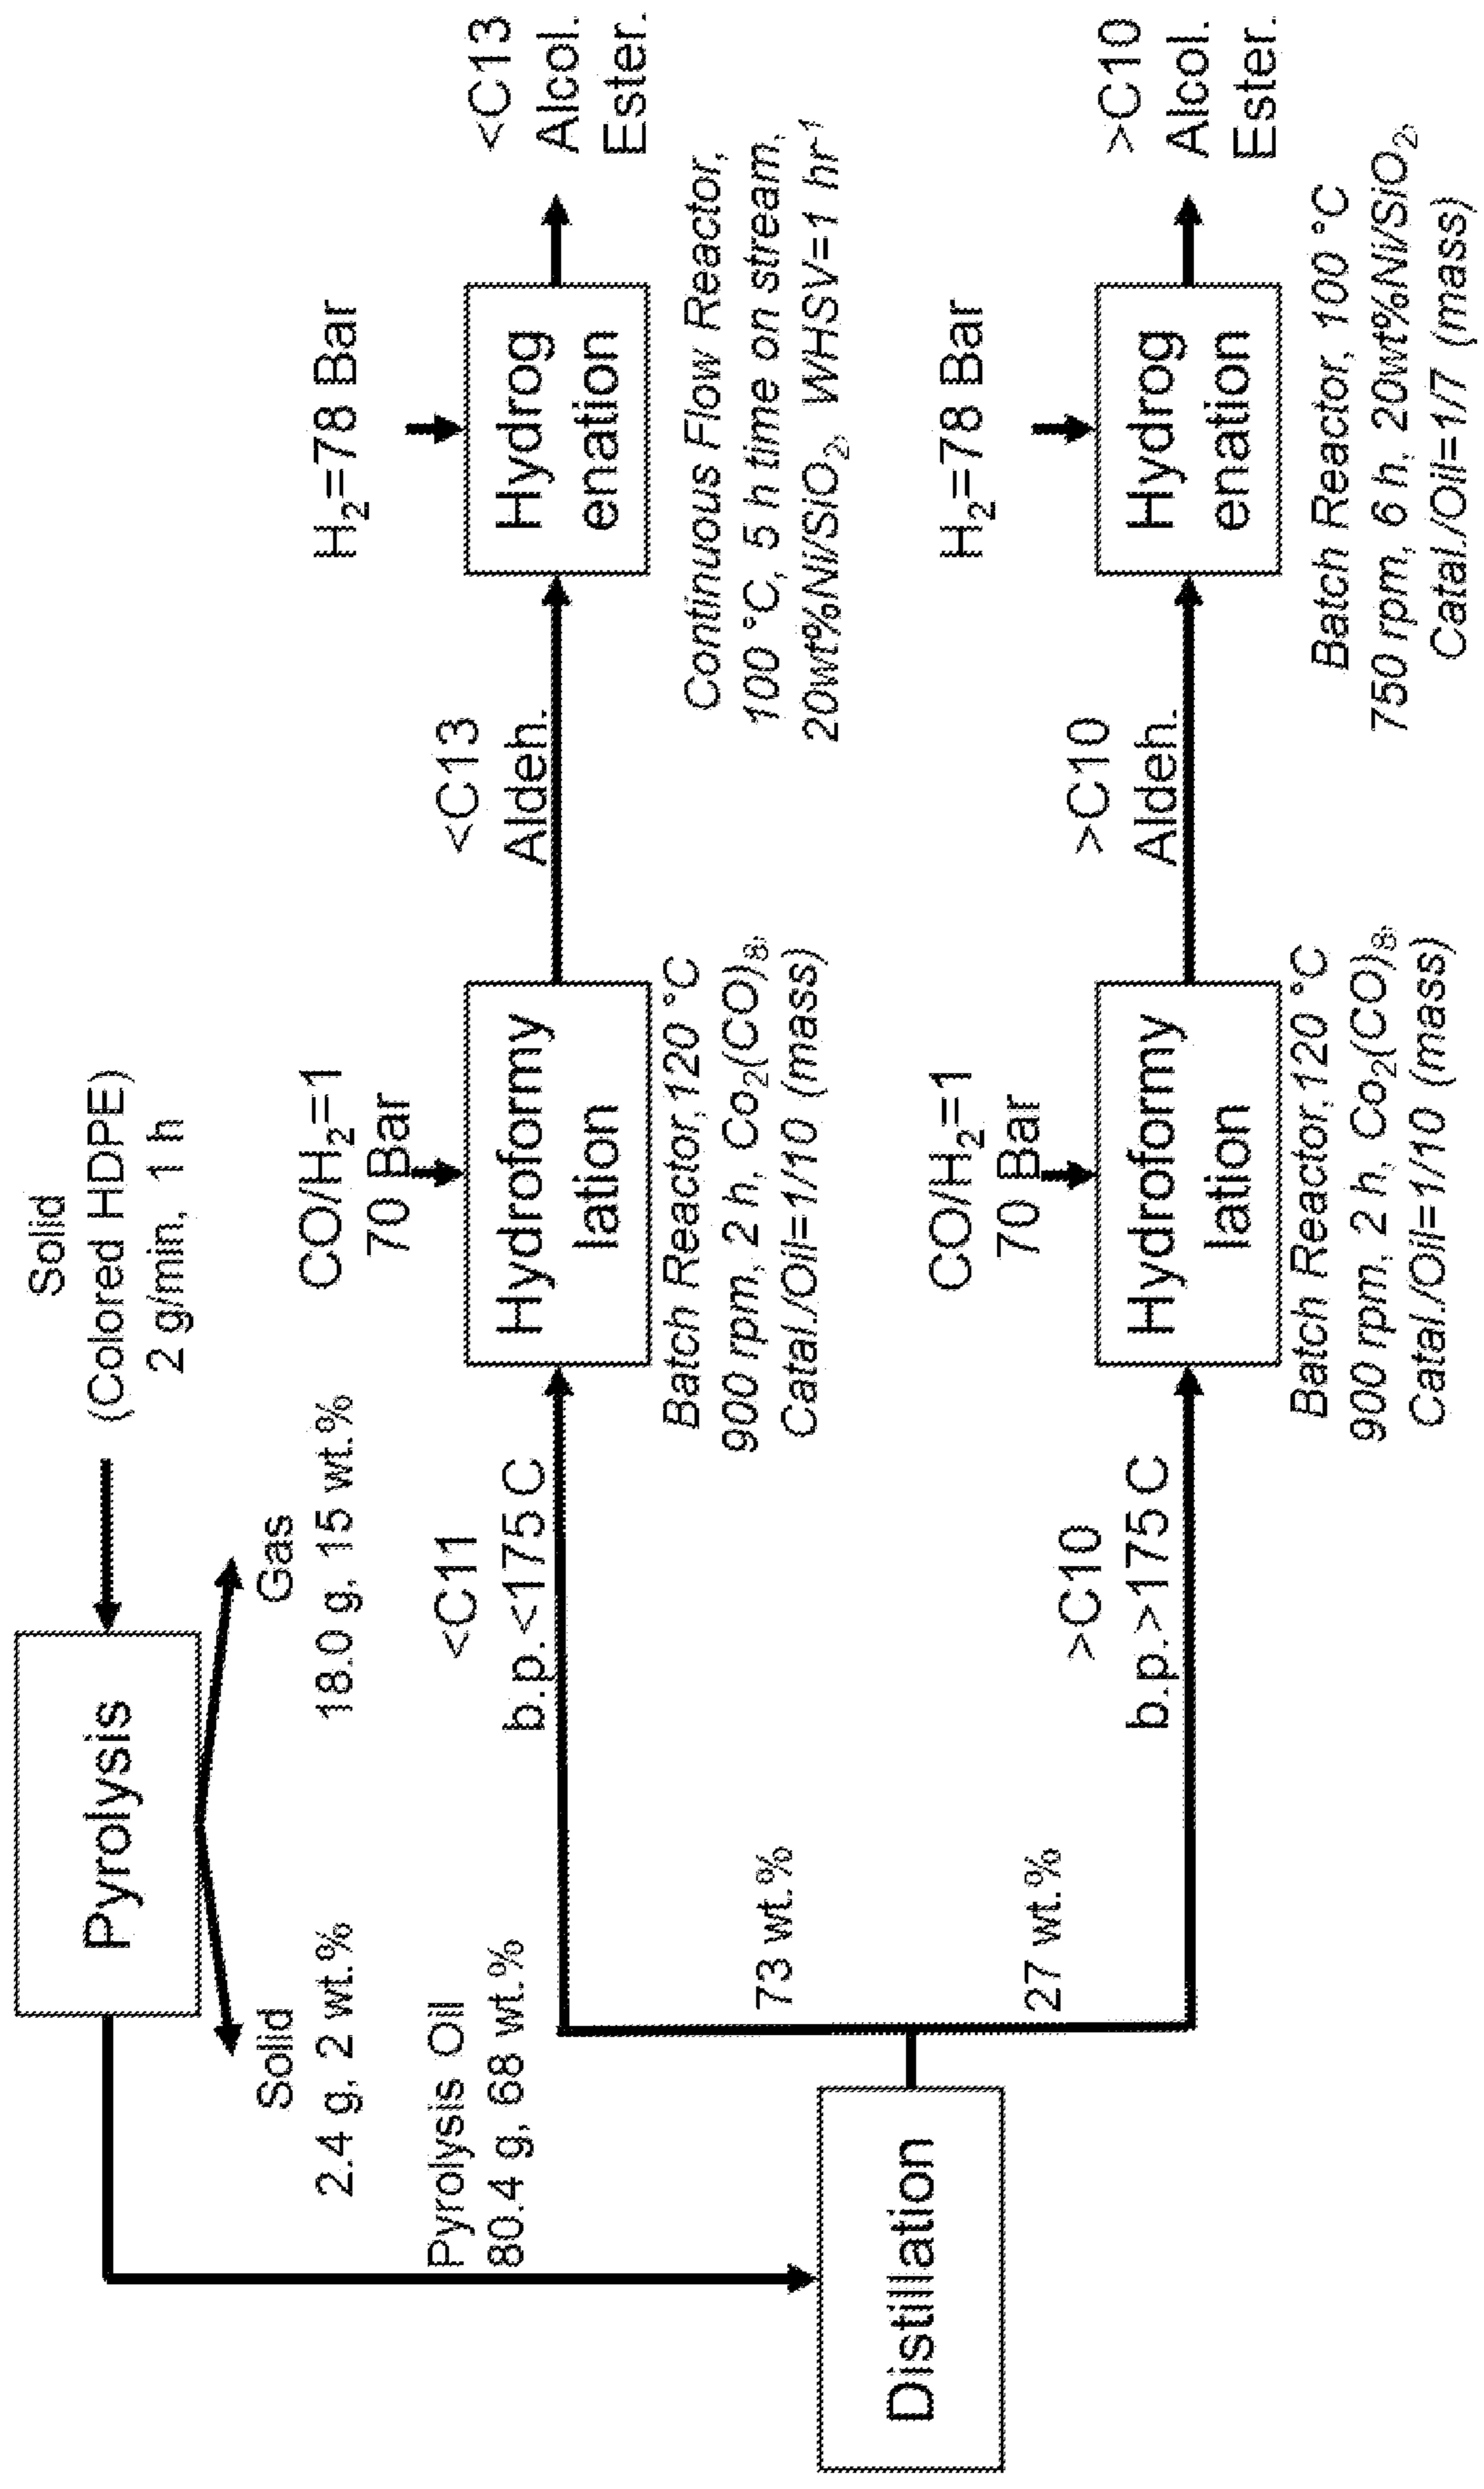 Solid
(Colored HDPE)
2 g/min, 1 h
Pyrolysis
Solid
2.4 g, 2 wt.%
Gas
18.0 g, 15 wt.%
Pyrolysis Oil
80.4 g, 68 wt.%
Distillation
73 wt.%
27 wt.%
<C11
b.p.<175 C
CO/H₂=1
70 Bar
Hydroformy
lation
Batch Reactor,120 °C
900 rpm, 2 h, Co₂(CO)₈,
Catal./Oil=1/10 (mass)
<C13
Aldeh.
H₂=78 Bar
Hydrog
enation
Continuous Flow Reactor,
100 °C, 5 h time on stream,
20wt%Ni/SiO₂, WHSV=1 hr⁻¹
<C13
Alcol.
Ester.
>C10
b.p.>175 C
CO/H₂=1
70 Bar
Hydroformy
lation
Batch Reactor,120 °C
900 rpm, 2 h, Co₂(CO)₈,
Catal./Oil=1/10 (mass)
>C10
Aldeh.
H₂=78 Bar
Hydrog
enation
Batch Reactor, 100 °C
750 rpm, 6 h, 20wt%Ni/SiO₂,
Catal./Oil=1/7 (mass)
>C10
Alcol.
Ester.